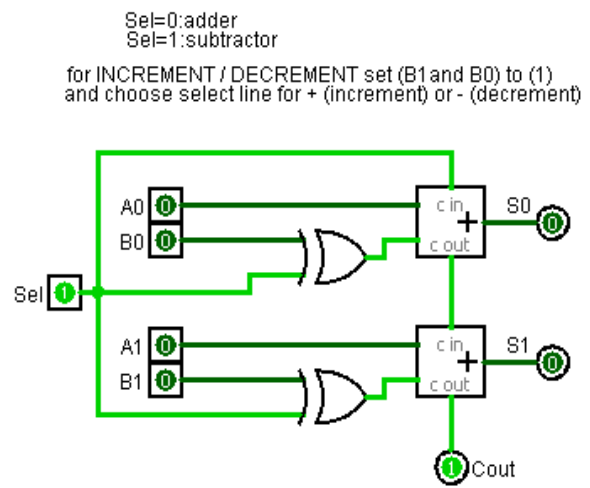 Sel=0:adder
Sel=1:subtractor
for INCREMENT / DECREMENT set (B1 and B0) to (1)
and choose select line for + (increment) or - (decrement)
A0 0
B0 0
c in
+
c out
S0 0
Sel 1
A1 0
B1 0
c in
+
c out
S1 0
1 Cout